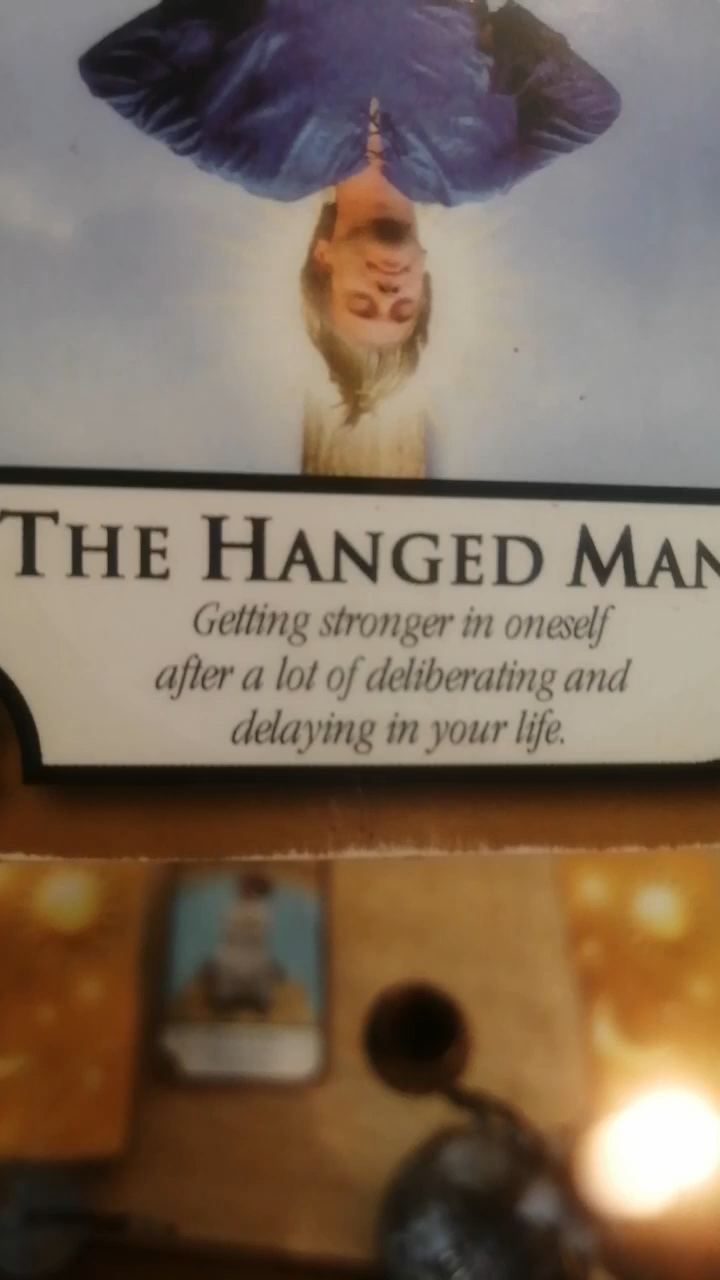 THE HANGED MAN
Getting stronger in oneself
after a lot of deliberating and
delaying in your life.